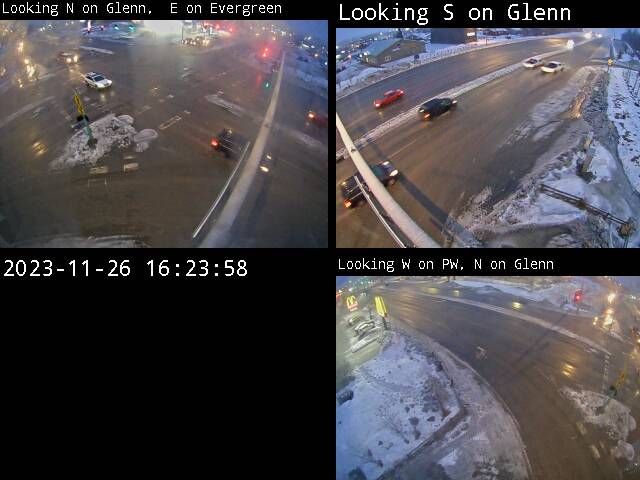 Looking N on Glenn,  E on Evergreen
Looking S on Glenn
2023-11-26 16:23:58
Looking W on PW, N on Glenn